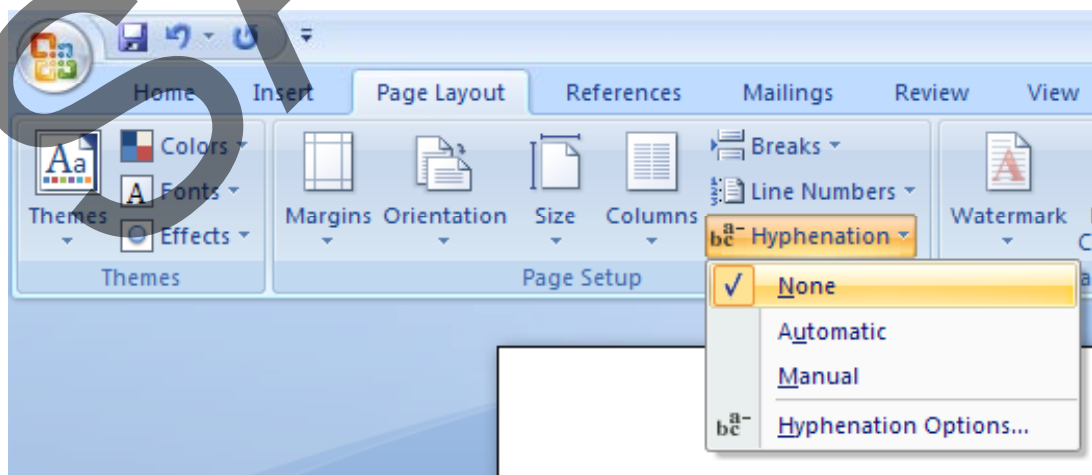 Home Insert Page Layout References Mailings Review View
Colors Breaks
Aa A Fonts Line Numbers
Themes Effects Margins Orientation Size Columns Hyphenation Watermark
Themes Page Setup
None
Automatic
Manual
Hyphenation Options...